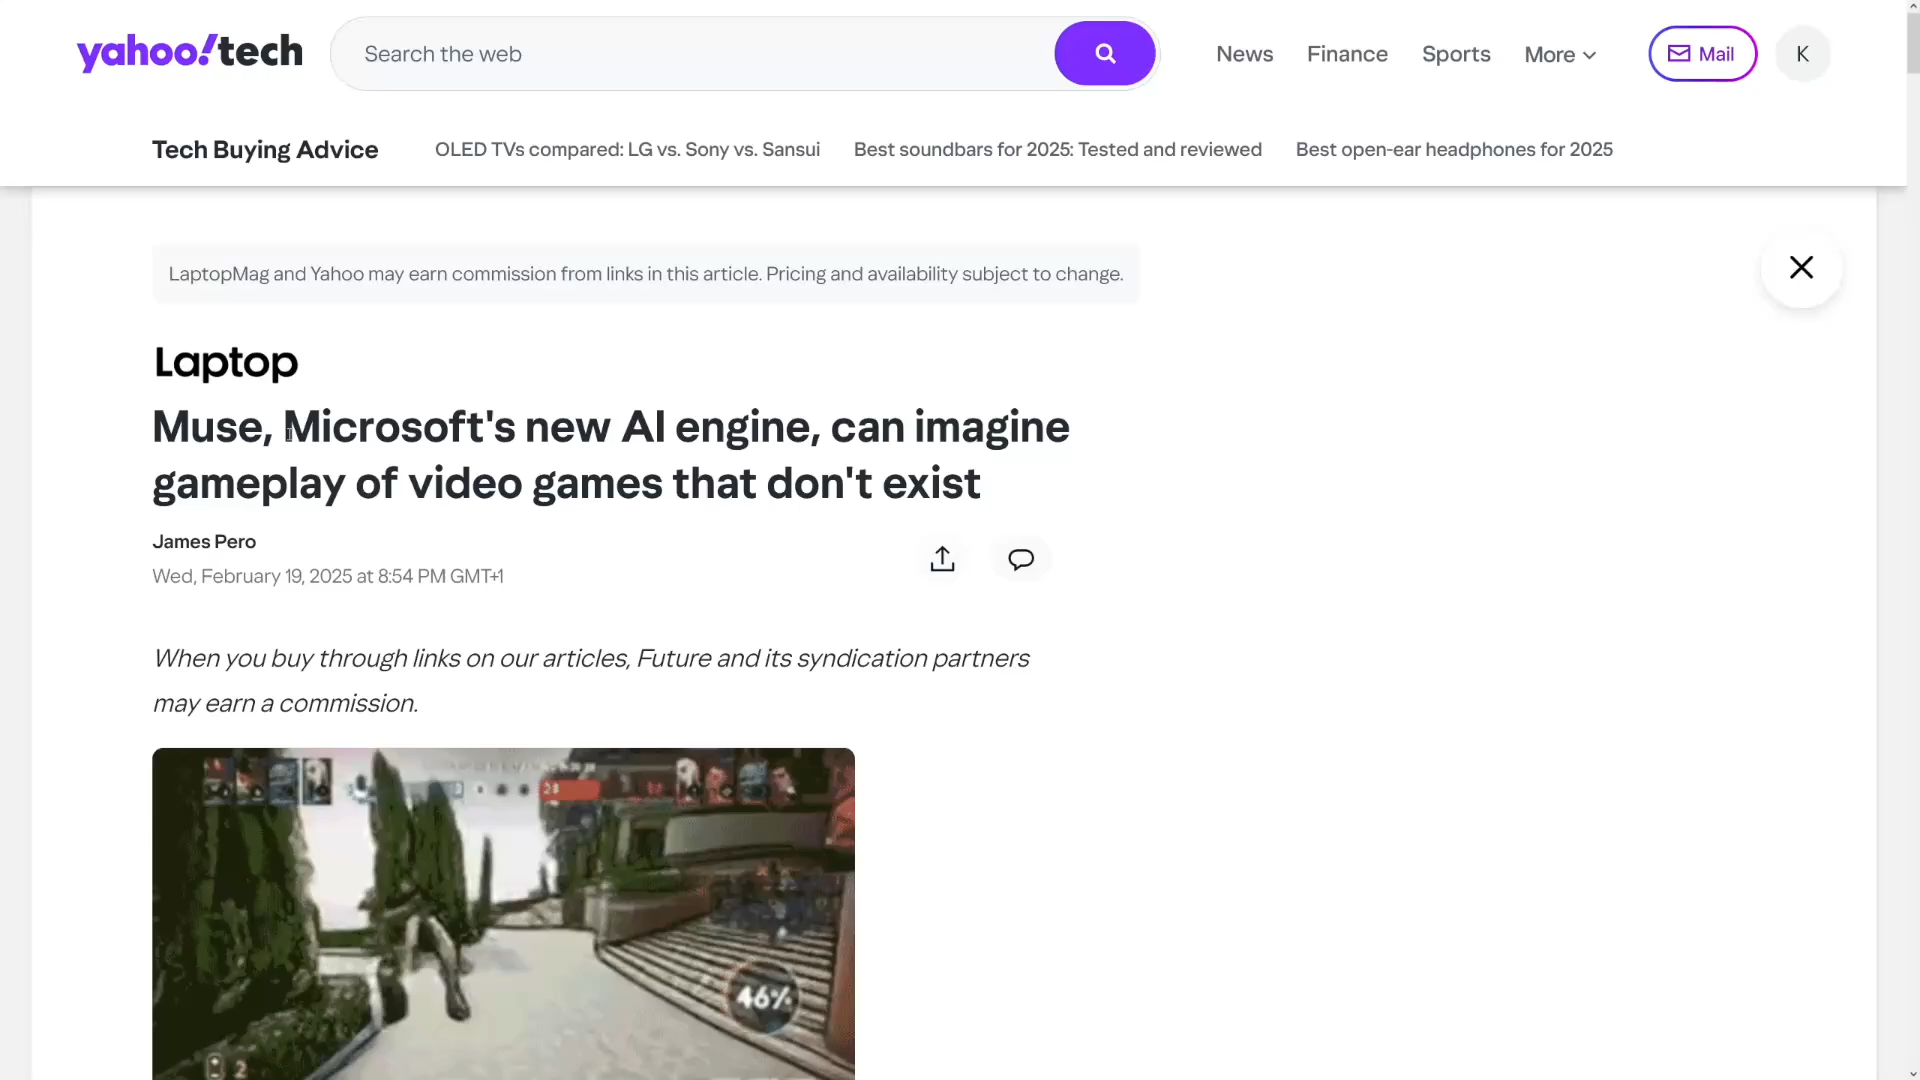 yahoo!tech
Search the web
News
Finance
Sports
More
Mail
K
Tech Buying Advice
OLED TVs compared: LG vs. Sony vs. Sansui
Best soundbars for 2025: Tested and reviewed
Best open-ear headphones for 2025
LaptopMag and Yahoo may earn commission from links in this article. Pricing and availability subject to change.
Laptop
Muse, Microsoft's new AI engine, can imagine
gameplay of video games that don't exist
James Pero
Wed, February 19, 2025 at 8:54 PM GMT+1
When you buy through links on our articles, Future and its syndication partners
may earn a commission.
28
46%
2